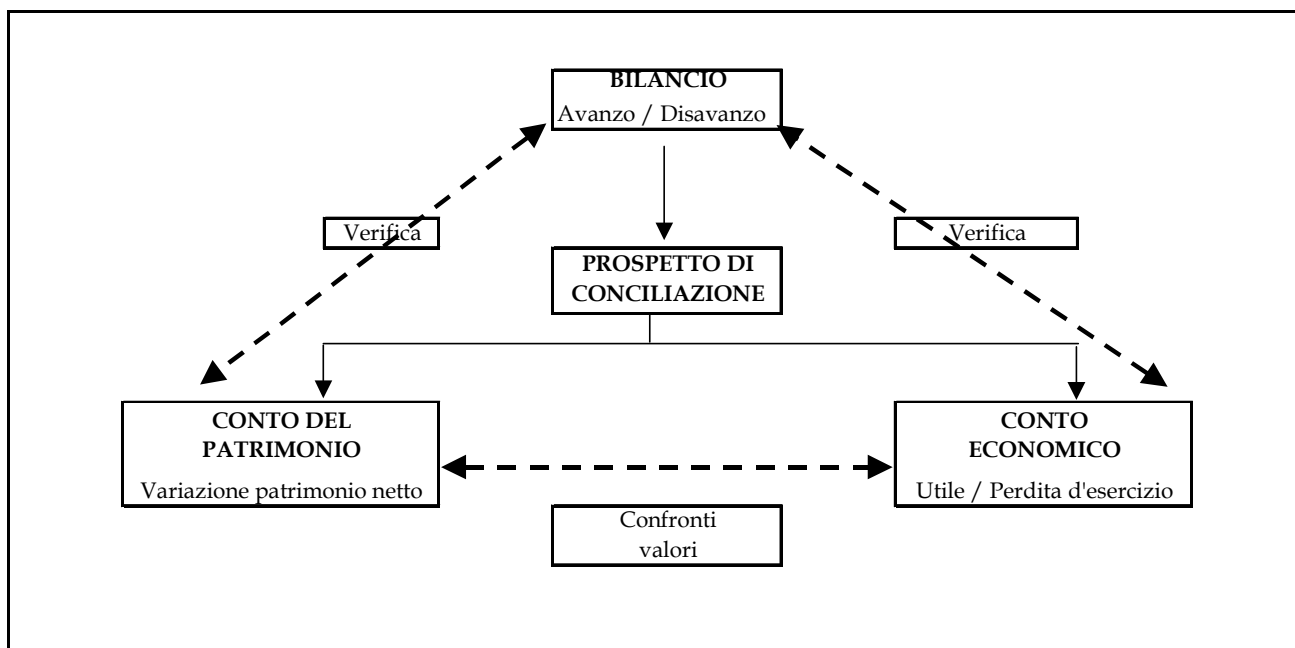 BILANCIO
Avanzo / Disavanzo
Verifica
Verifica
PROSPETTO DI
CONCILIAZIONE
CONTO DEL
PATRIMONIO
Variazione patrimonio netto
CONTO
ECONOMICO
Utile / Perdita d'esercizio
Confronti
valori